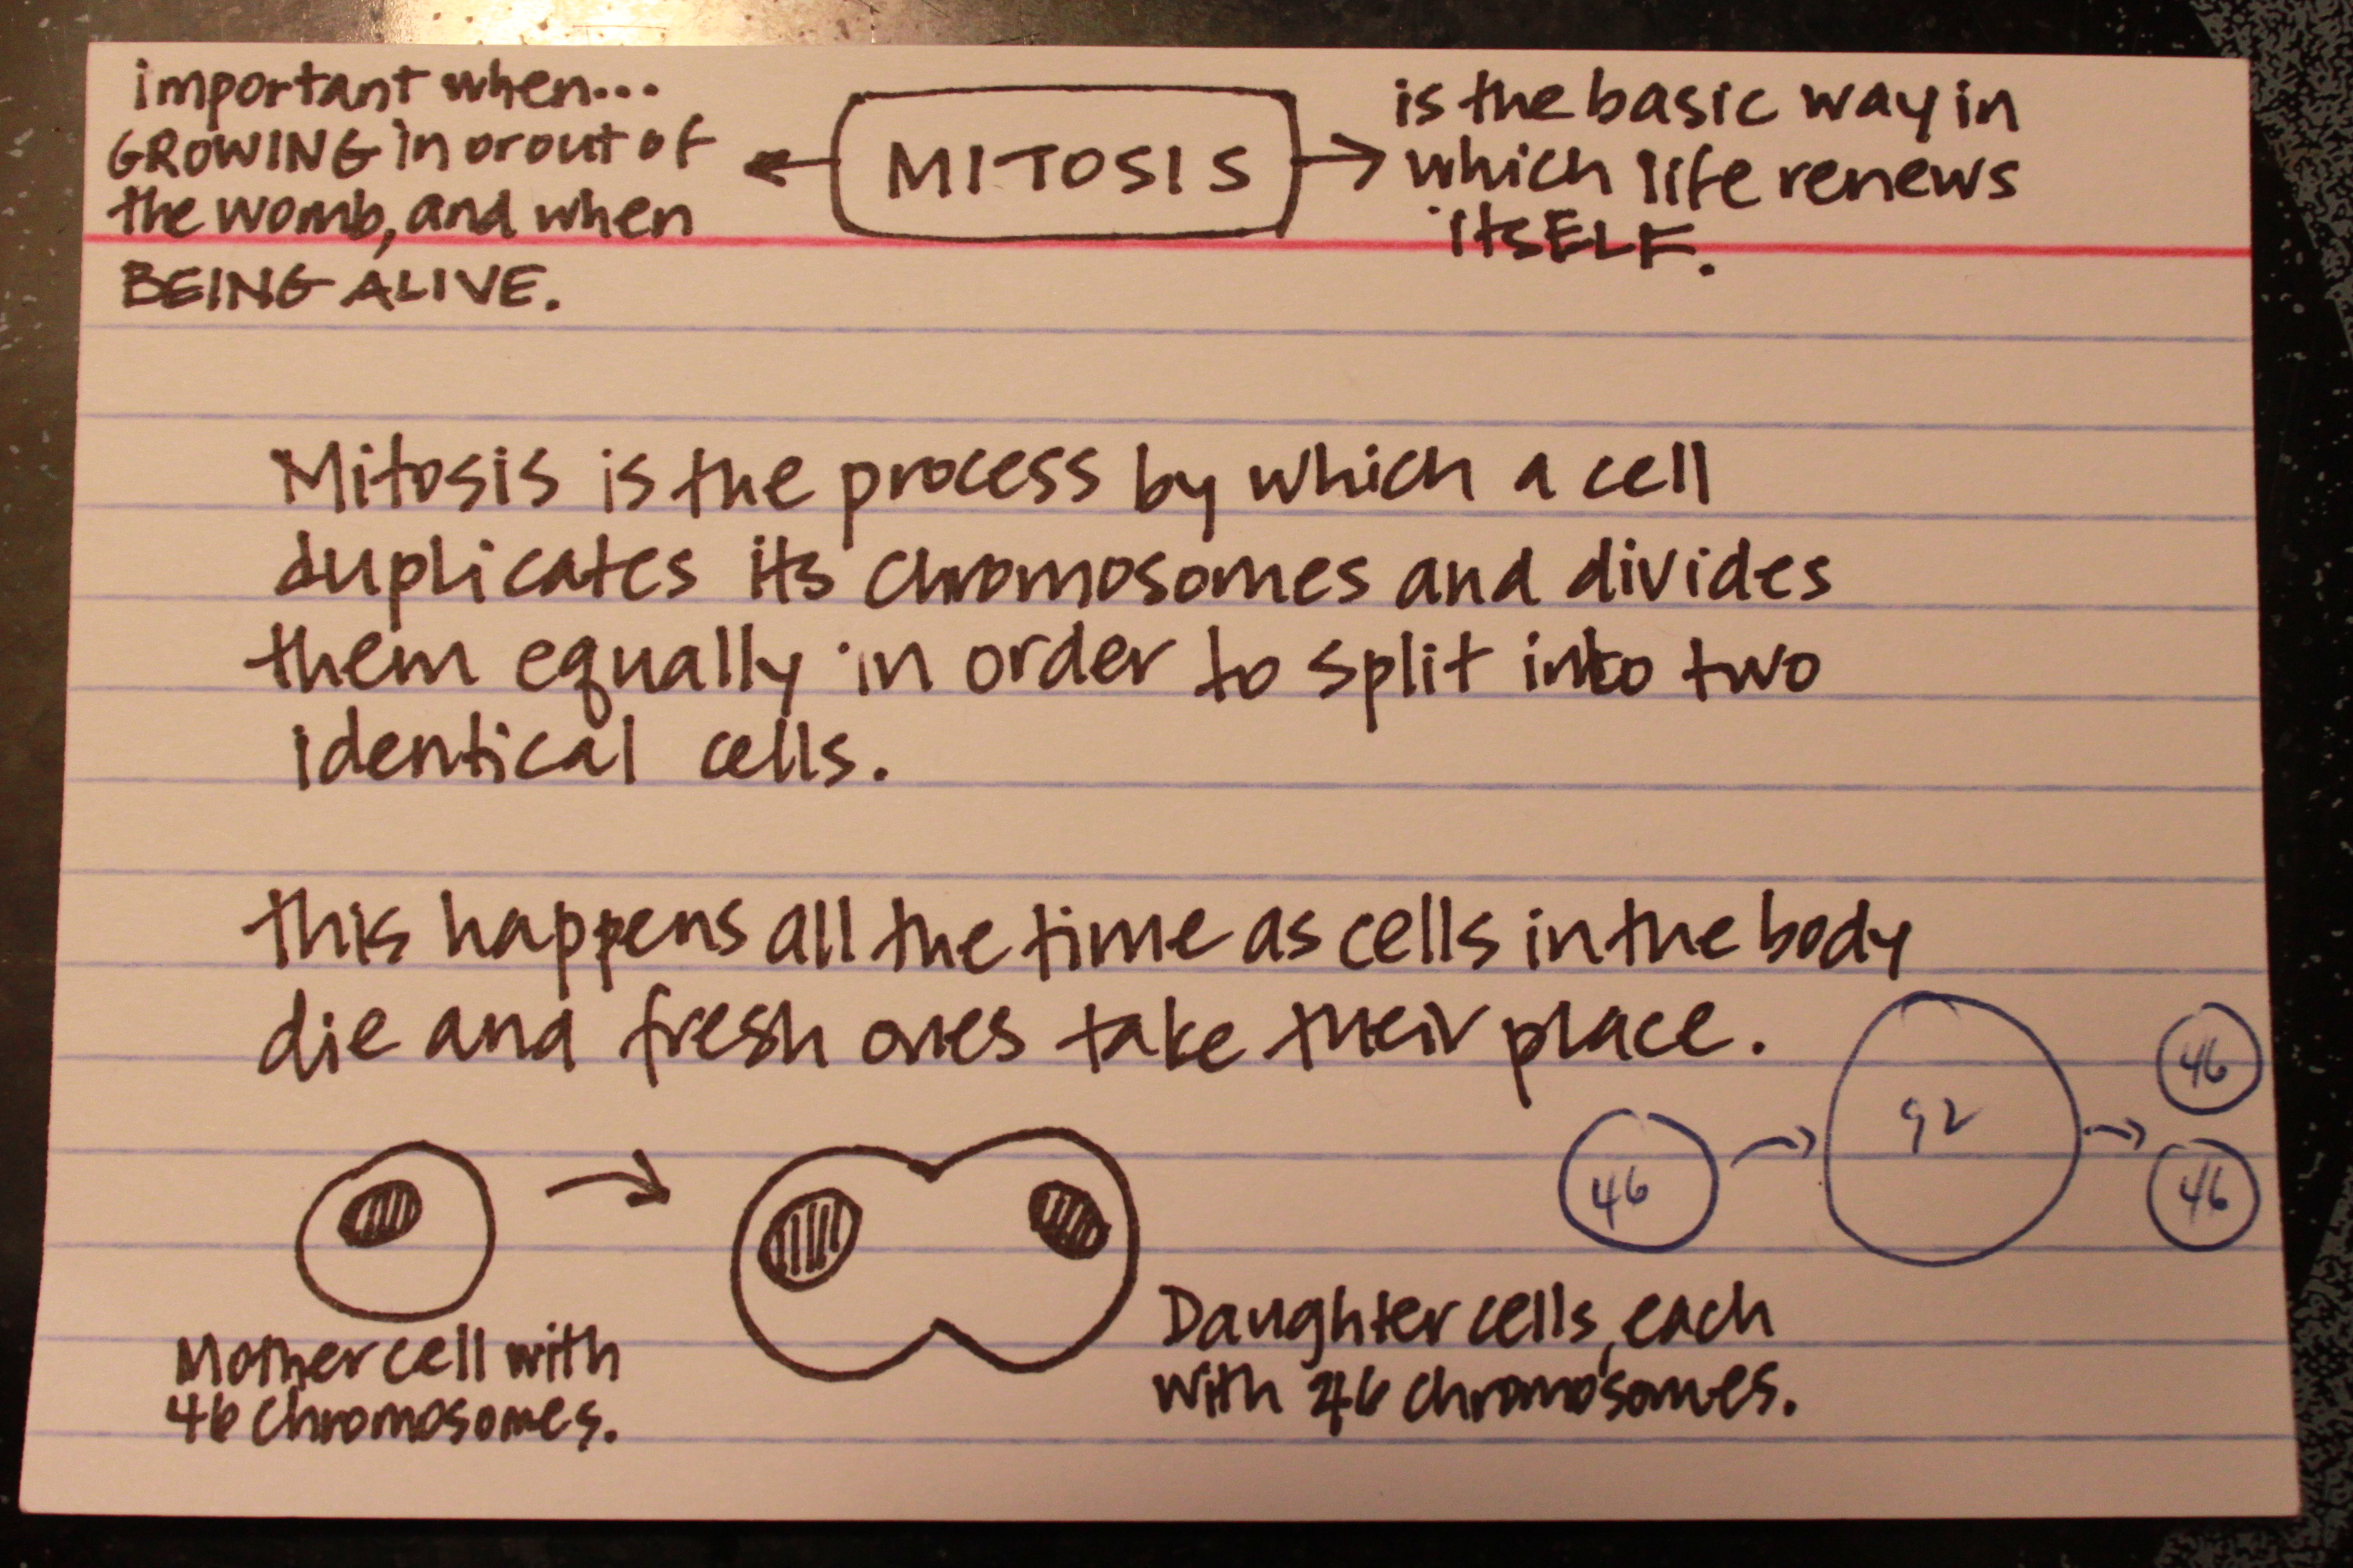 important when...
GROWING in or out of
the womb, and when
BEING ALIVE.
MITOSIS
is the basic way in
which life renews
itSELF.
Mitosis is the process by which a cell
duplicates its chromosomes and divides
them equally in order to split into two
identical cells.
this happens all the time as cells in the body
die and fresh ones take their place.
46
92
46
46
Mother cell with
46 chromosomes.
Daughter cells, each
with 46 chromosomes.